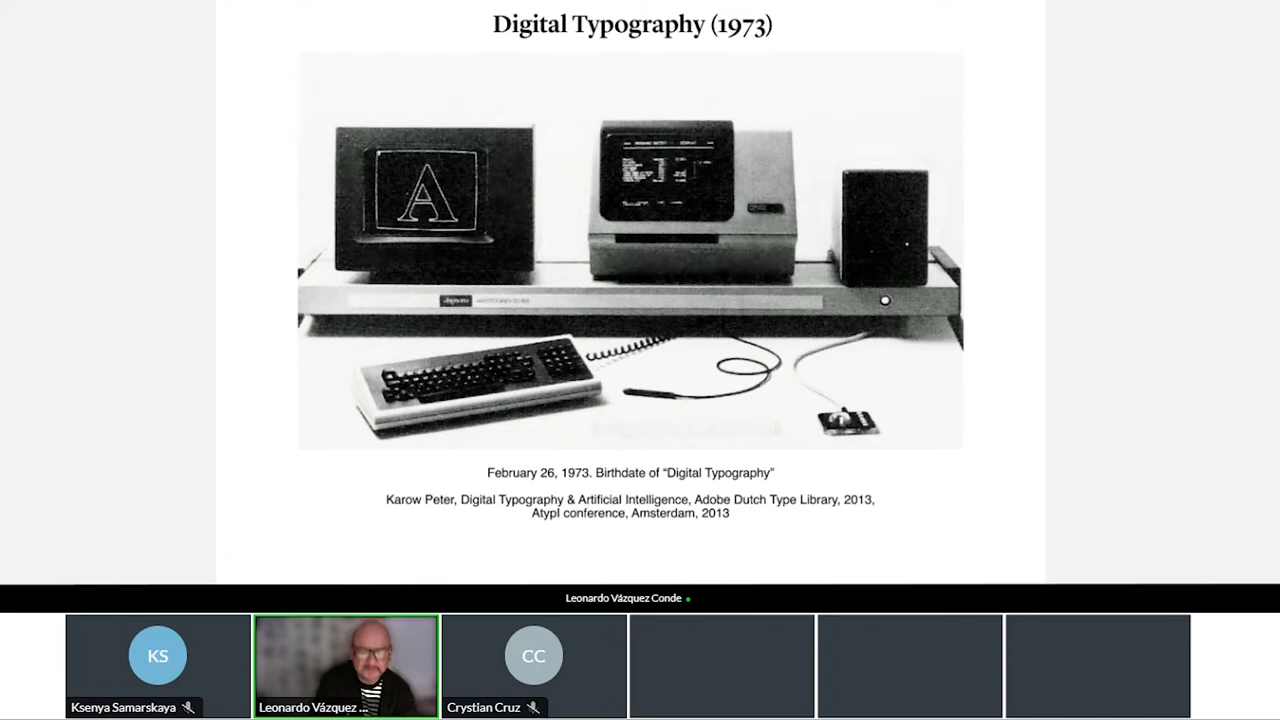 Digital Typography (1973)
A
February 26, 1973. Birthdate of “Digital Typography”
Karow Peter, Digital Typography & Artificial Intelligence, Adobe Dutch Type Library, 2013,
AtypI conference, Amsterdam, 2013
Leonardo Vázquez Conde
KS
CC
Ksenya Samarskaya
Leonardo Vázquez ...
Crystian Cruz